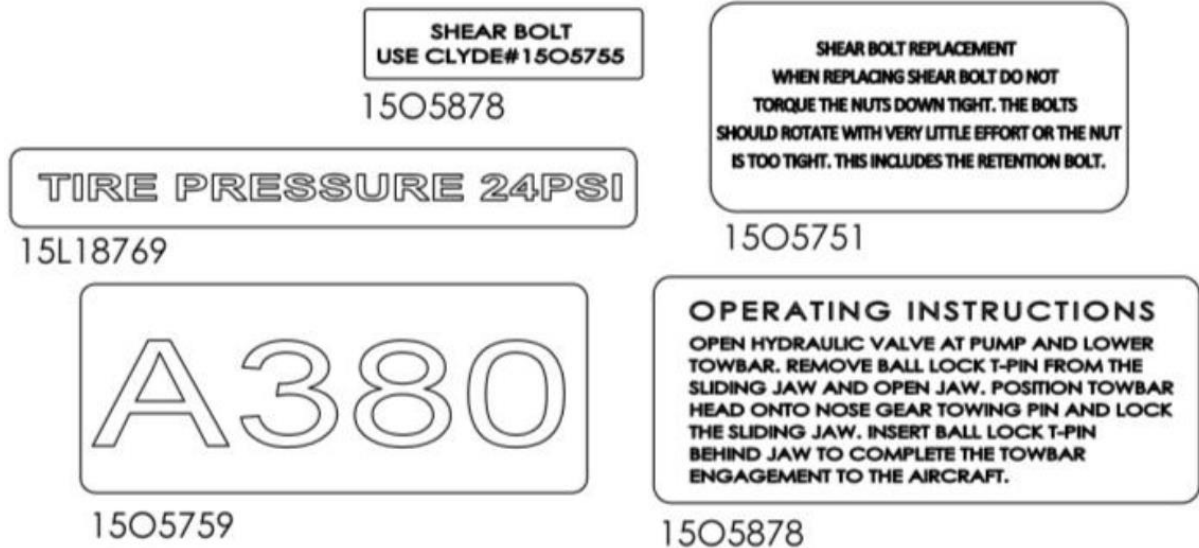 SHEAR BOLT
USE CLYDE#15O5755
15O5878
SHEAR BOLT REPLACEMENT
WHEN REPLACING SHEAR BOLT DO NOT
TORQUE THE NUTS DOWN TIGHT. THE BOLTS
SHOULD ROTATE WITH VERY LITTLE EFFORT OR THE NUT
IS TOO TIGHT. THIS INCLUDES THE RETENTION BOLT.
15O5751
TIRE PRESSURE 24PSI
15L18769
A380
15O5759
OPERATING INSTRUCTIONS
OPEN HYDRAULIC VALVE AT PUMP AND LOWER
TOWBAR. REMOVE BALL LOCK T-PIN FROM THE
SLIDING JAW AND OPEN JAW. POSITION TOWBAR
HEAD ONTO NOSE GEAR TOWING PIN AND LOCK
THE SLIDING JAW. INSERT BALL LOCK T-PIN
BEHIND JAW TO COMPLETE THE TOWBAR
ENGAGEMENT TO THE AIRCRAFT.
15O5878